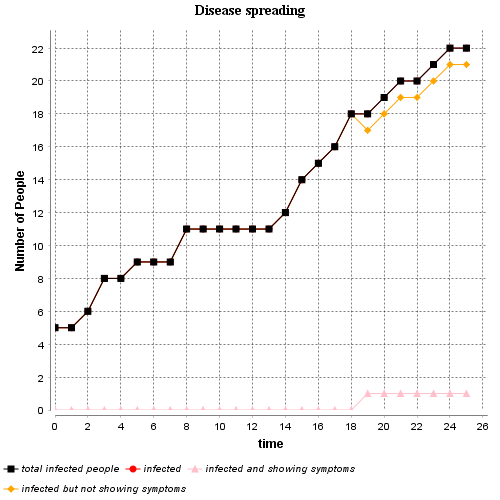 Disease spreading
22
20
18
16
14
12
10
8
6
4
2
0
Number of People
0 2 4 6 8 10 12 14 16 18 20 22 24 26
time
total infected people infected infected and showing symptoms
infected but not showing symptoms